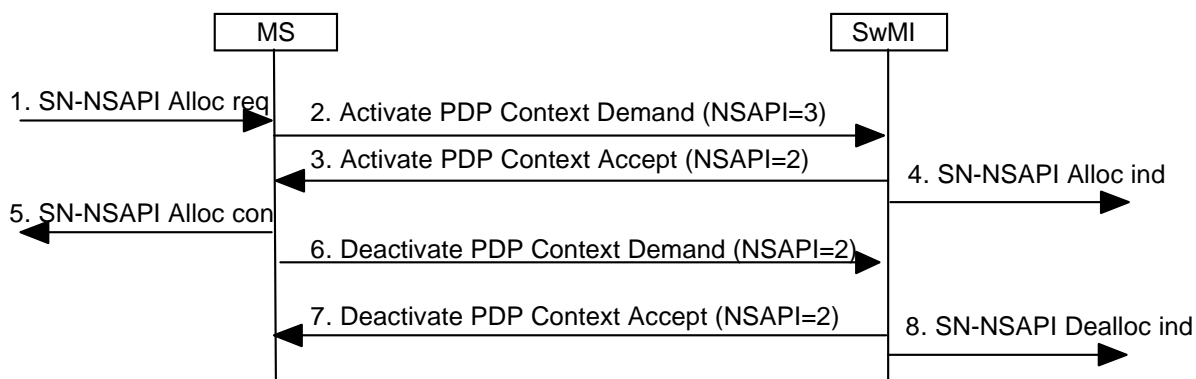 MS
SwMI
1. SN-NSAPI Alloc req
2. Activate PDP Context Demand (NSAPI=3)
3. Activate PDP Context Accept (NSAPI=2)
4. SN-NSAPI Alloc ind
5. SN-NSAPI Alloc con
6. Deactivate PDP Context Demand (NSAPI=2)
7. Deactivate PDP Context Accept (NSAPI=2)
8. SN-NSAPI Dealloc ind